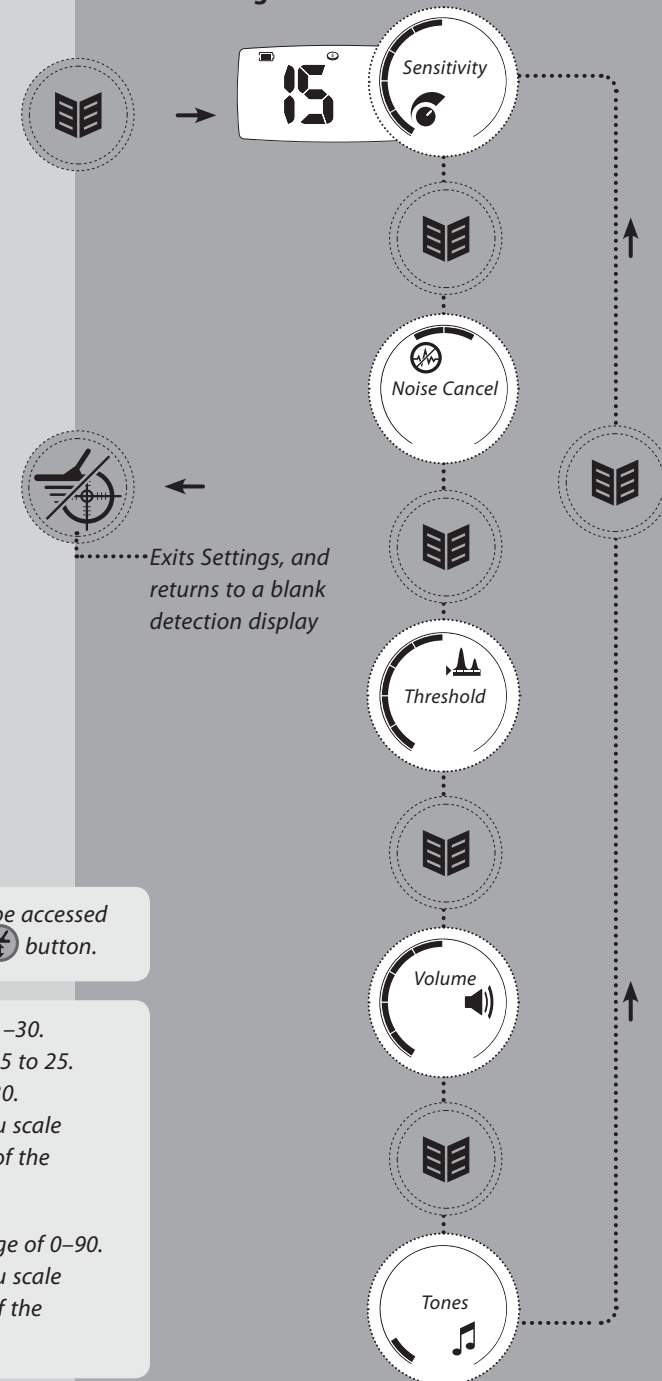 15
Sensitivity
Noise Cancel
Exits Settings, and
returns to a blank
detection display
Threshold
be accessed
button.
Volume
–30.
5 to 25.
scale
of the
ge of 0–90.
scale
f the
Tones